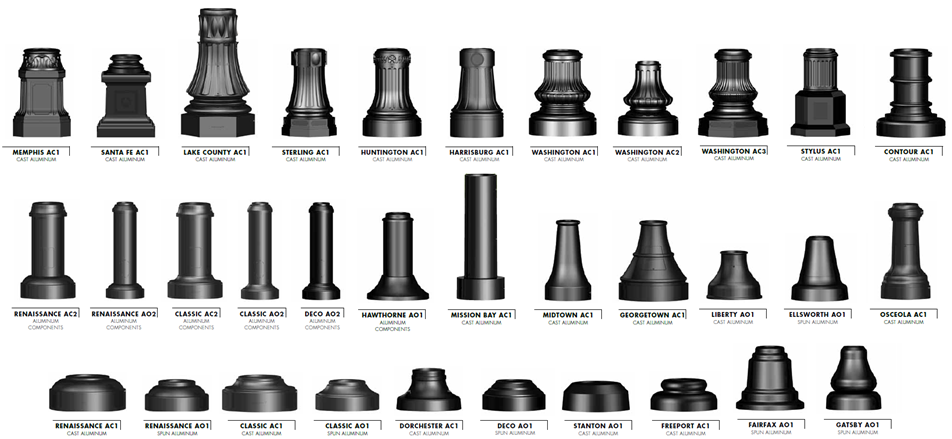 MEMPHIS AC1
CAST ALUMINUM
SANTA FE AC1
CAST ALUMINUM
LAKE COUNTY AC1
CAST ALUMINUM
STERLING AC1
CAST ALUMINUM
HUNTINGTON AC1
CAST ALUMINUM
HARRISBURG AC1
CAST ALUMINUM
WASHINGTON AC1
CAST ALUMINUM
WASHINGTON AC2
CAST ALUMINUM
WASHINGTON AC3
CAST ALUMINUM
STYLUS AC1
CAST ALUMINUM
CONTOUR AC1
CAST ALUMINUM
RENAISSANCE AC2
ALUMINUM
COMPONENTS
RENAISSANCE AO2
ALUMINUM
COMPONENTS
CLASSIC AC2
ALUMINUM
COMPONENTS
CLASSIC AO2
ALUMINUM
COMPONENTS
DECO AO2
ALUMINUM
COMPONENTS
HAWTHORNE AO1
ALUMINUM
COMPONENTS
MISSION BAY AC1
CAST ALUMINUM
MIDTOWN AC1
CAST ALUMINUM
GEORGETOWN AC1
CAST ALUMINUM
LIBERTY AO1
CAST ALUMINUM
ELLSWORTH AO1
SPUN ALUMINUM
OSCEOLA AC1
CAST ALUMINUM
RENAISSANCE AC1
CAST ALUMINUM
RENAISSANCE AO1
SPUN ALUMINUM
CLASSIC AC1
CAST ALUMINUM
CLASSIC AO1
SPUN ALUMINUM
DORCHESTER AC1
CAST ALUMINUM
DECO AO1
SPUN ALUMINUM
STANTON AO1
CAST ALUMINUM
FREEPORT AC1
CAST ALUMINUM
FAIRFAX AO1
SPUN ALUMINUM
GATSBY AO1
SPUN ALUMINUM